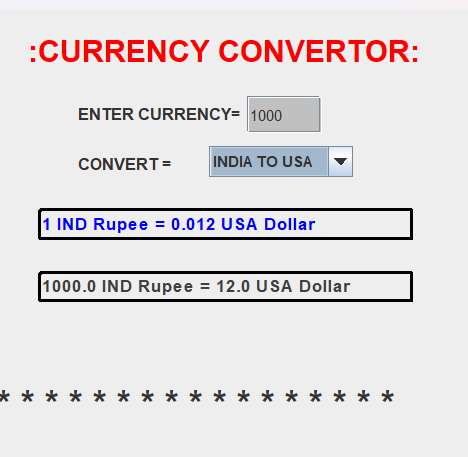 :CURRENCY CONVERTOR:
ENTER CURRENCY= 1000
CONVERT = INDIA TO USA
1 IND Rupee = 0.012 USA Dollar
1000.0 IND Rupee = 12.0 USA Dollar
* * * * * * * * * * * * * * * * *